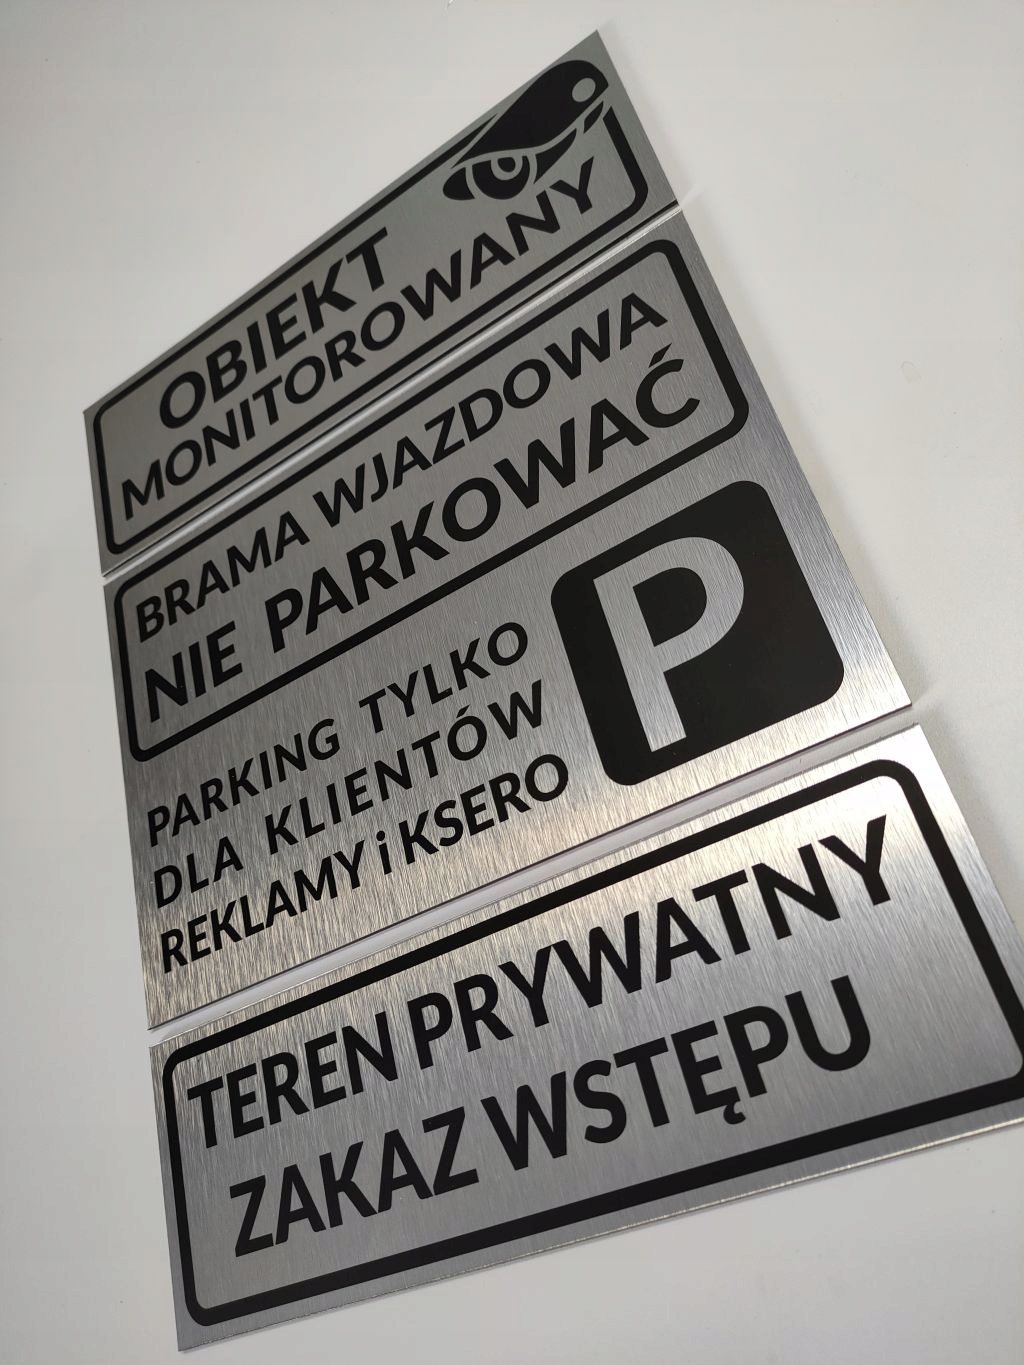 OBIEKT
MONITOROWANY
BRAMA WJAZDOWA
NIE PARKOWAĆ
PARKING TYLKO
DLA KLIENTÓW
REKLAMY i KSERO
P
TEREN PRYWATNY
ZAKAZ WSTĘPU